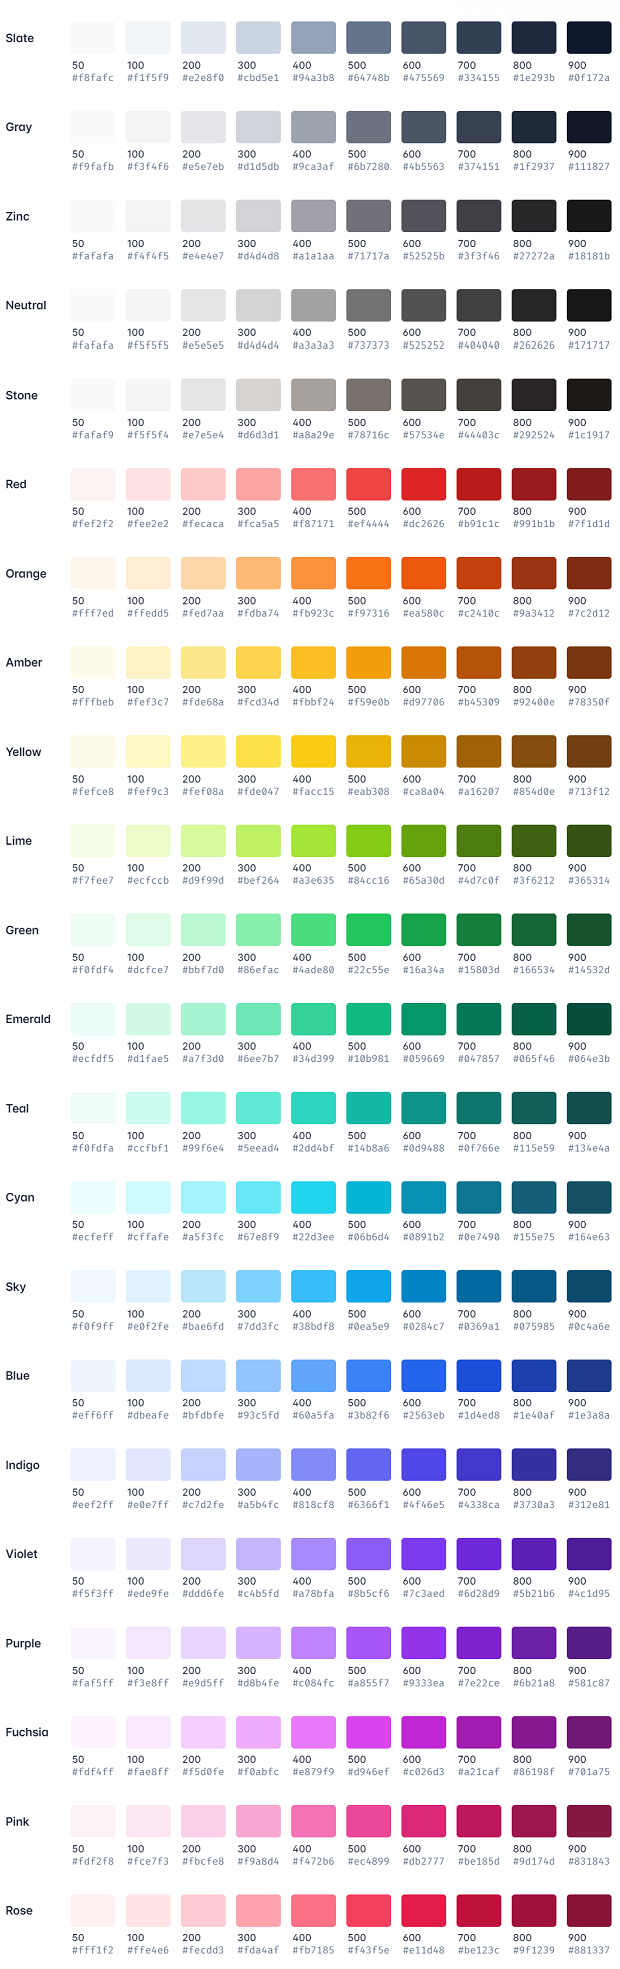 Slate
50 100 200 300 400 500 600 700 800 900
#f8fafc #f1f5f9 #e2e8f0 #cbd5e1 #94a3b8 #64748b #475569 #334155 #1e293b #0f172a
Gray
50 100 200 300 400 500 600 700 800 900
#f9fafb #f3f4f6 #e5e7eb #d1d5db #9ca3af #6b7280 #4b5563 #374151 #1f2937 #111827
Zinc
50 100 200 300 400 500 600 700 800 900
#fafafa #f4f4f5 #e4e4e7 #d4d4d8 #a1a1aa #71717a #52525b #3f3f46 #27272a #18181b
Neutral
50 100 200 300 400 500 600 700 800 900
#fafafa #f5f5f5 #e5e5e5 #d4d4d4 #a3a3a3 #737373 #525252 #404040 #262626 #171717
Stone
50 100 200 300 400 500 600 700 800 900
#fafaf9 #f5f5f4 #e7e5e4 #d6d3d1 #a8a29e #78716c #57534e #44403c #292524 #1c1917
Red
50 100 200 300 400 500 600 700 800 900
#fef2f2 #fee2e2 #fecaca #fca5a5 #f87171 #ef4444 #dc2626 #b91c1c #991b1b #7f1d1d
Orange
50 100 200 300 400 500 600 700 800 900
#fff7ed #ffedd5 #fed7aa #fdba74 #fb923c #f97316 #ea580c #c2410c #9a3412 #7c2d12
Amber
50 100 200 300 400 500 600 700 800 900
#fffbeb #fef3c7 #fde68a #fcd34d #fbbf24 #f59e0b #d97706 #b45309 #92400e #78350f
Yellow
50 100 200 300 400 500 600 700 800 900
#fefce8 #fef9c3 #fef08a #fde047 #facc15 #eab308 #ca8a04 #a16207 #854d0e #713f12
Lime
50 100 200 300 400 500 600 700 800 900
#f7fee7 #ecfccb #d9f99d #bef264 #a3e635 #84cc16 #65a30d #4d7c0f #3f6212 #365314
Green
50 100 200 300 400 500 600 700 800 900
#f0fdf4 #dcfce7 #bbf7d0 #86efac #4ade80 #22c55e #16a34a #15803d #166534 #14532d
Emerald
50 100 200 300 400 500 600 700 800 900
#ecfdf5 #d1fae5 #a7f3d0 #6ee7b7 #34d399 #10b981 #059669 #047857 #065f46 #064e3b
Teal
50 100 200 300 400 500 600 700 800 900
#f0fdfa #ccfbf1 #99f6e4 #5eead4 #2dd4bf #14b8a6 #0d9488 #0f766e #115e59 #134e4a
Cyan
50 100 200 300 400 500 600 700 800 900
#ecfeff #cffafe #a5f3fc #67e8f9 #22d3ee #06b6d4 #0891b2 #0e7490 #155e75 #164e63
Sky
50 100 200 300 400 500 600 700 800 900
#f0f9ff #e0f2fe #bae6fd #7dd3fc #38bdf8 #0ea5e9 #0284c7 #0369a1 #075985 #0c4a6e
Blue
50 100 200 300 400 500 600 700 800 900
#eff6ff #dbeafe #bfdbfe #93c5fd #60a5fa #3b82f6 #2563eb #1d4ed8 #1e40af #1e3a8a
Indigo
50 100 200 300 400 500 600 700 800 900
#eef2ff #e0e7ff #c7d2fe #a5b4fc #818cf8 #6366f1 #4f46e5 #4338ca #3730a3 #312e81
Violet
50 100 200 300 400 500 600 700 800 900
#f5f3ff #ede9fe #ddd6fe #c4b5fd #a78bfa #8b5cf6 #7c3aed #6d28d9 #5b21b6 #4c1d95
Purple
50 100 200 300 400 500 600 700 800 900
#faf5ff #f3e8ff #e9d5ff #d8b4fe #c084fc #a855f7 #9333ea #7e22ce #6b21a8 #581c87
Fuchsia
50 100 200 300 400 500 600 700 800 900
#fdf4ff #fae8ff #f5d0fe #f0abfc #e879f9 #d946ef #c026d3 #a21caf #86198f #701a75
Pink
50 100 200 300 400 500 600 700 800 900
#fdf2f8 #fce7f3 #fbcfe8 #f9a8d4 #f472b6 #ec4899 #db2777 #be185d #9d174d #831843
Rose
50 100 200 300 400 500 600 700 800 900
#fff1f2 #ffe4e6 #fecdd3 #fda4af #fb7185 #f43f5e #e11d48 #be123c #9f1239 #881337